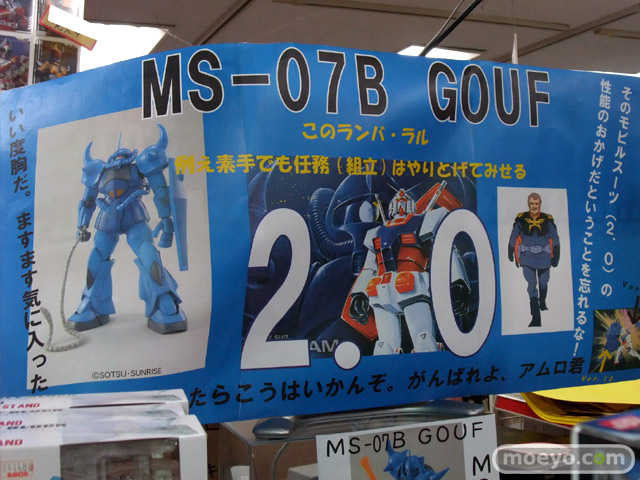 MS-07B GOUF
このランバ・ラル
例え素手でも任務(組立)はやりとげてみせる
そのモビルスーツ(2.0)の
性能のおかげだということを忘れるな!
いい度胸だ。ますます気に入った
2.0
©SOTSU・SUNRISE
たらこうはいかんぞ。がんばれよ、アムロ君
STAND
STAND
MS-07B GOUF
moeyo.com